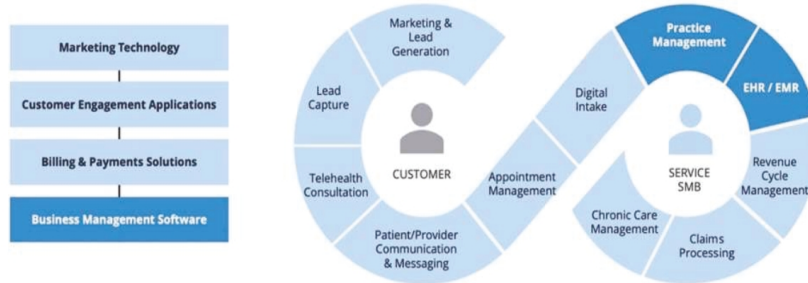 Marketing Technology
Customer Engagement Applications
Billing & Payments Solutions
Business Management Software
Marketing &
Lead
Generation
Lead
Capture
Telehealth
Consultation
Patient/Provider
Communication
& Messaging
CUSTOMER
Appointment
Management
Digital
Intake
Practice
Management
EHR / EMR
Revenue
Cycle
Management
Claims
Processing
Chronic Care
Management
SERVICE
SMB